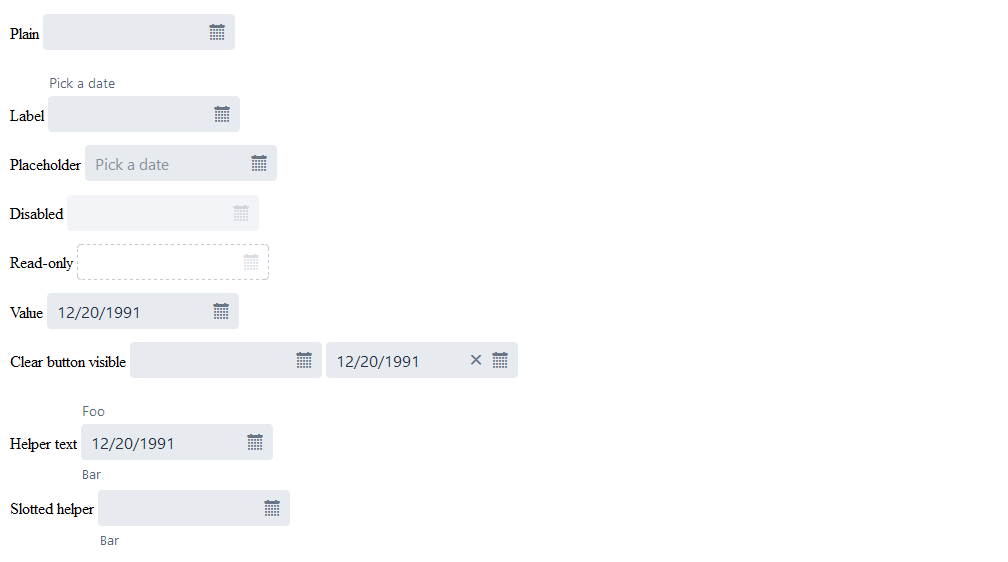 Plain
Pick a date
Label
Placeholder Pick a date
Disabled
Read-only
Value 12/20/1991
Clear button visible 12/20/1991
Foo
Helper text 12/20/1991
Bar
Slotted helper
Bar